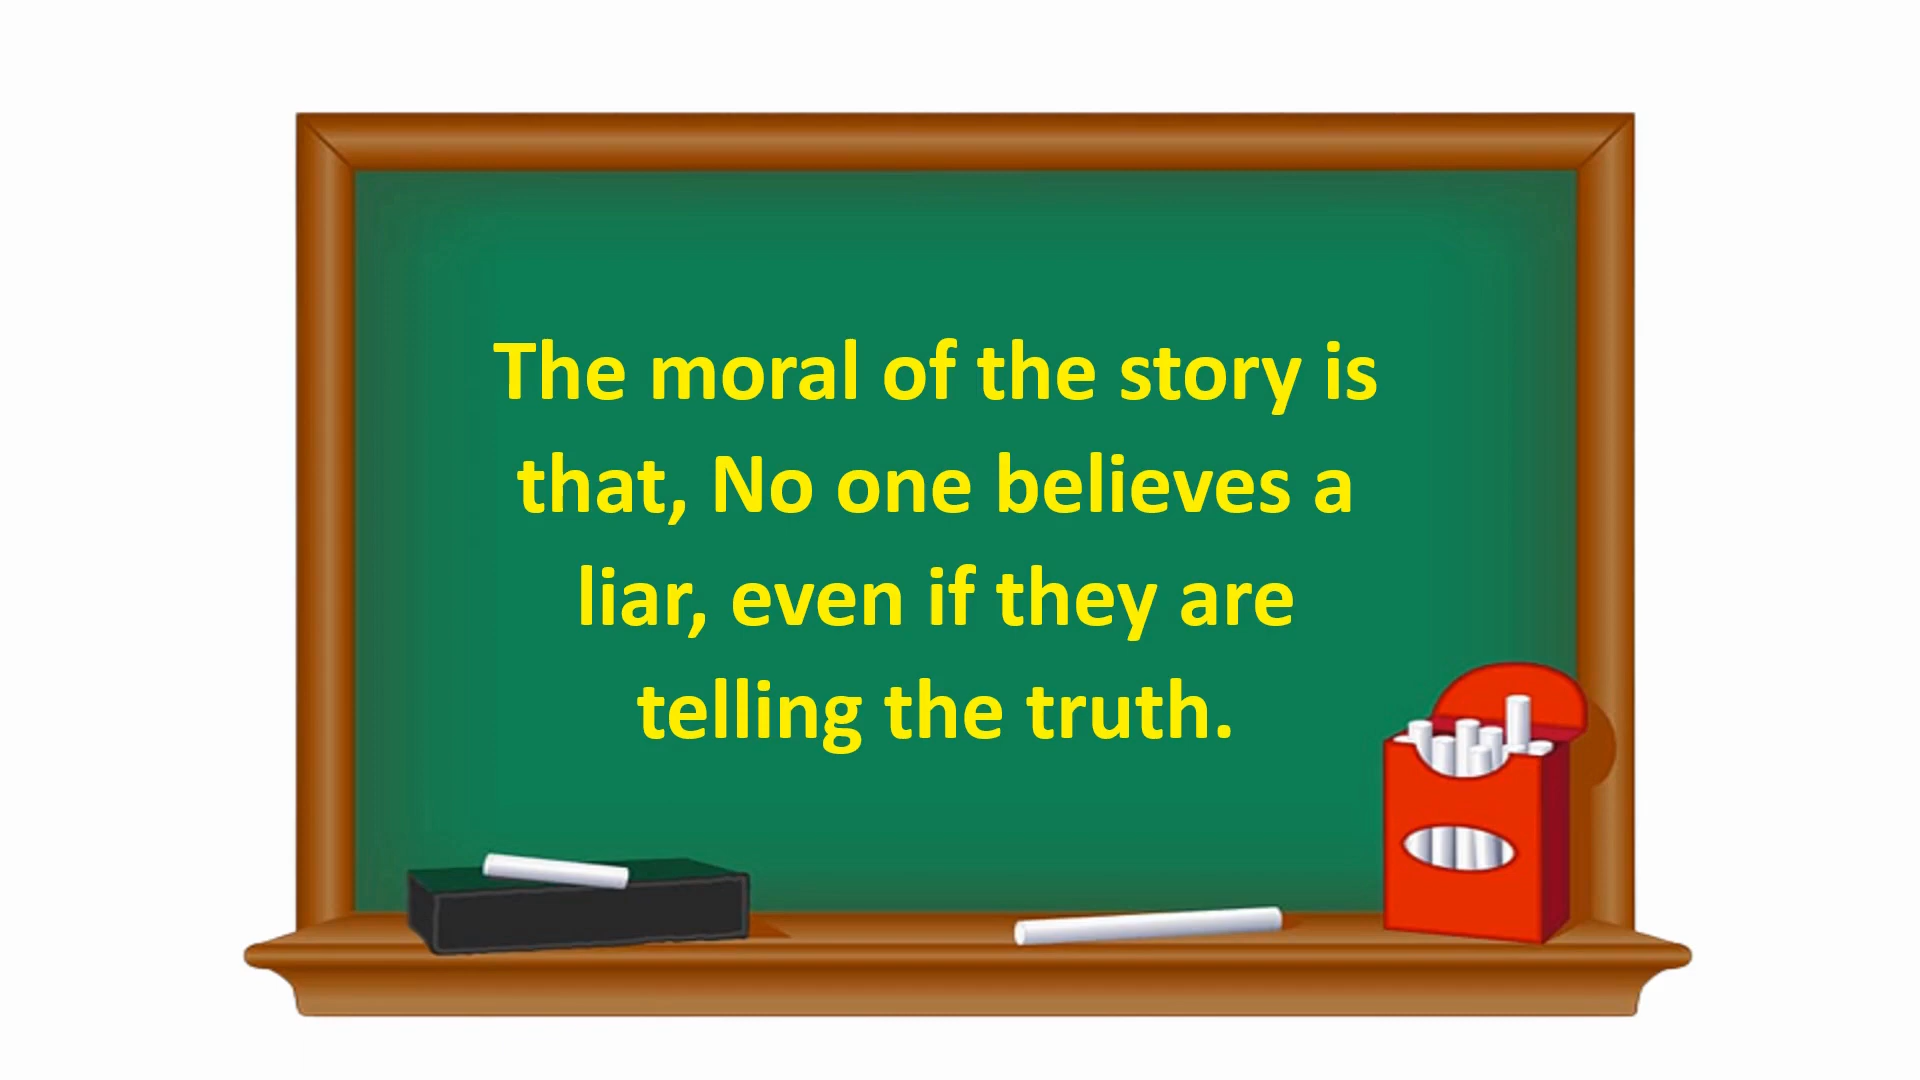 The moral of the story is
that, No one believes a
liar, even if they are
telling the truth.